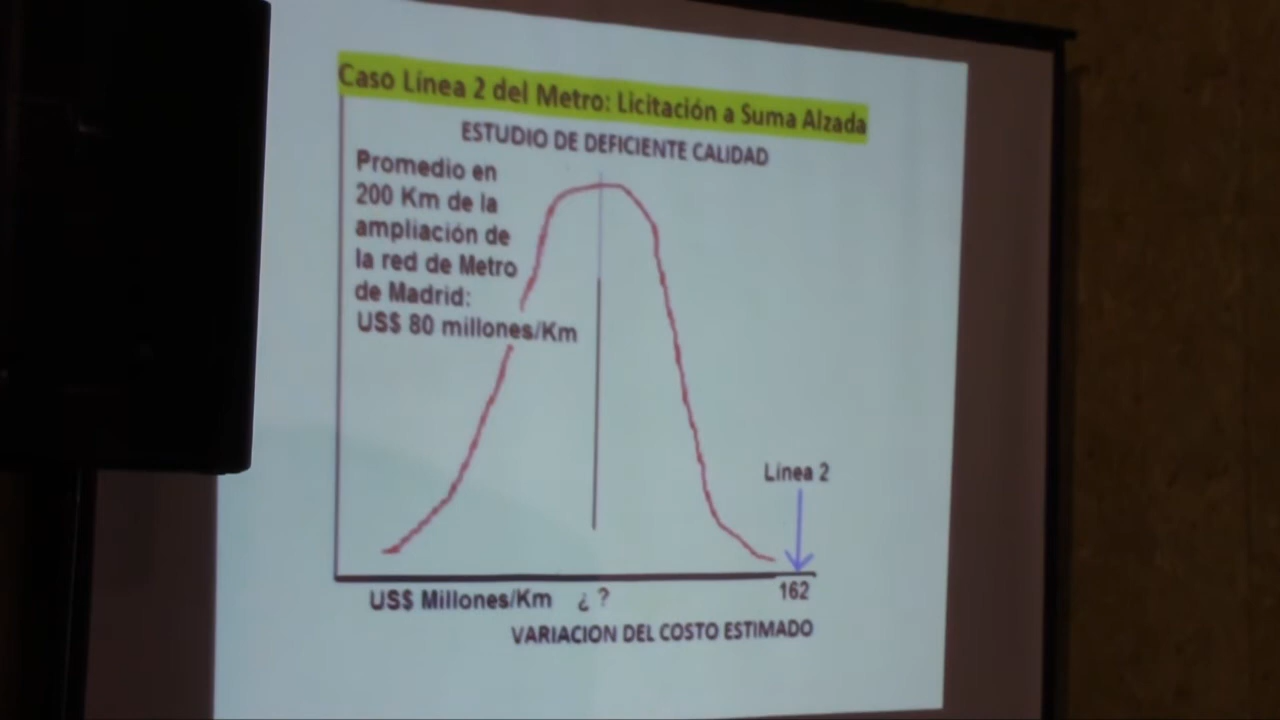 Caso Línea 2 del Metro: Licitación a Suma Alzada
ESTUDIO DE DEFICIENTE CALIDAD
Promedio en
200 Km de la
ampliación de
la red de Metro
de Madrid:
US$ 80 millones/Km
Línea 2
162
US$ Millones/Km ¿ ?
VARIACION DEL COSTO ESTIMADO